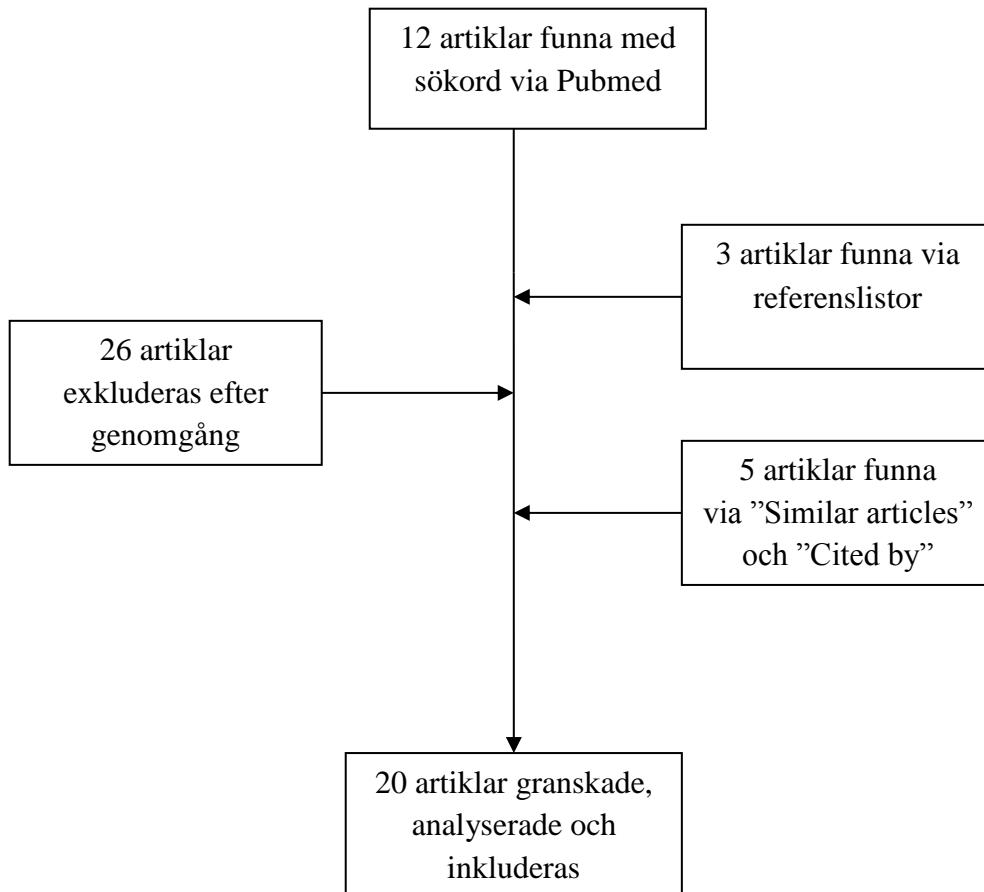 12 artiklar funna med
sökord via Pubmed
3 artiklar funna via
referenslistor
26 artiklar
exkluderas efter
genomgång
5 artiklar funna
via ”Similar articles”
och ”Cited by”
20 artiklar granskade,
analyserade och
inkluderas